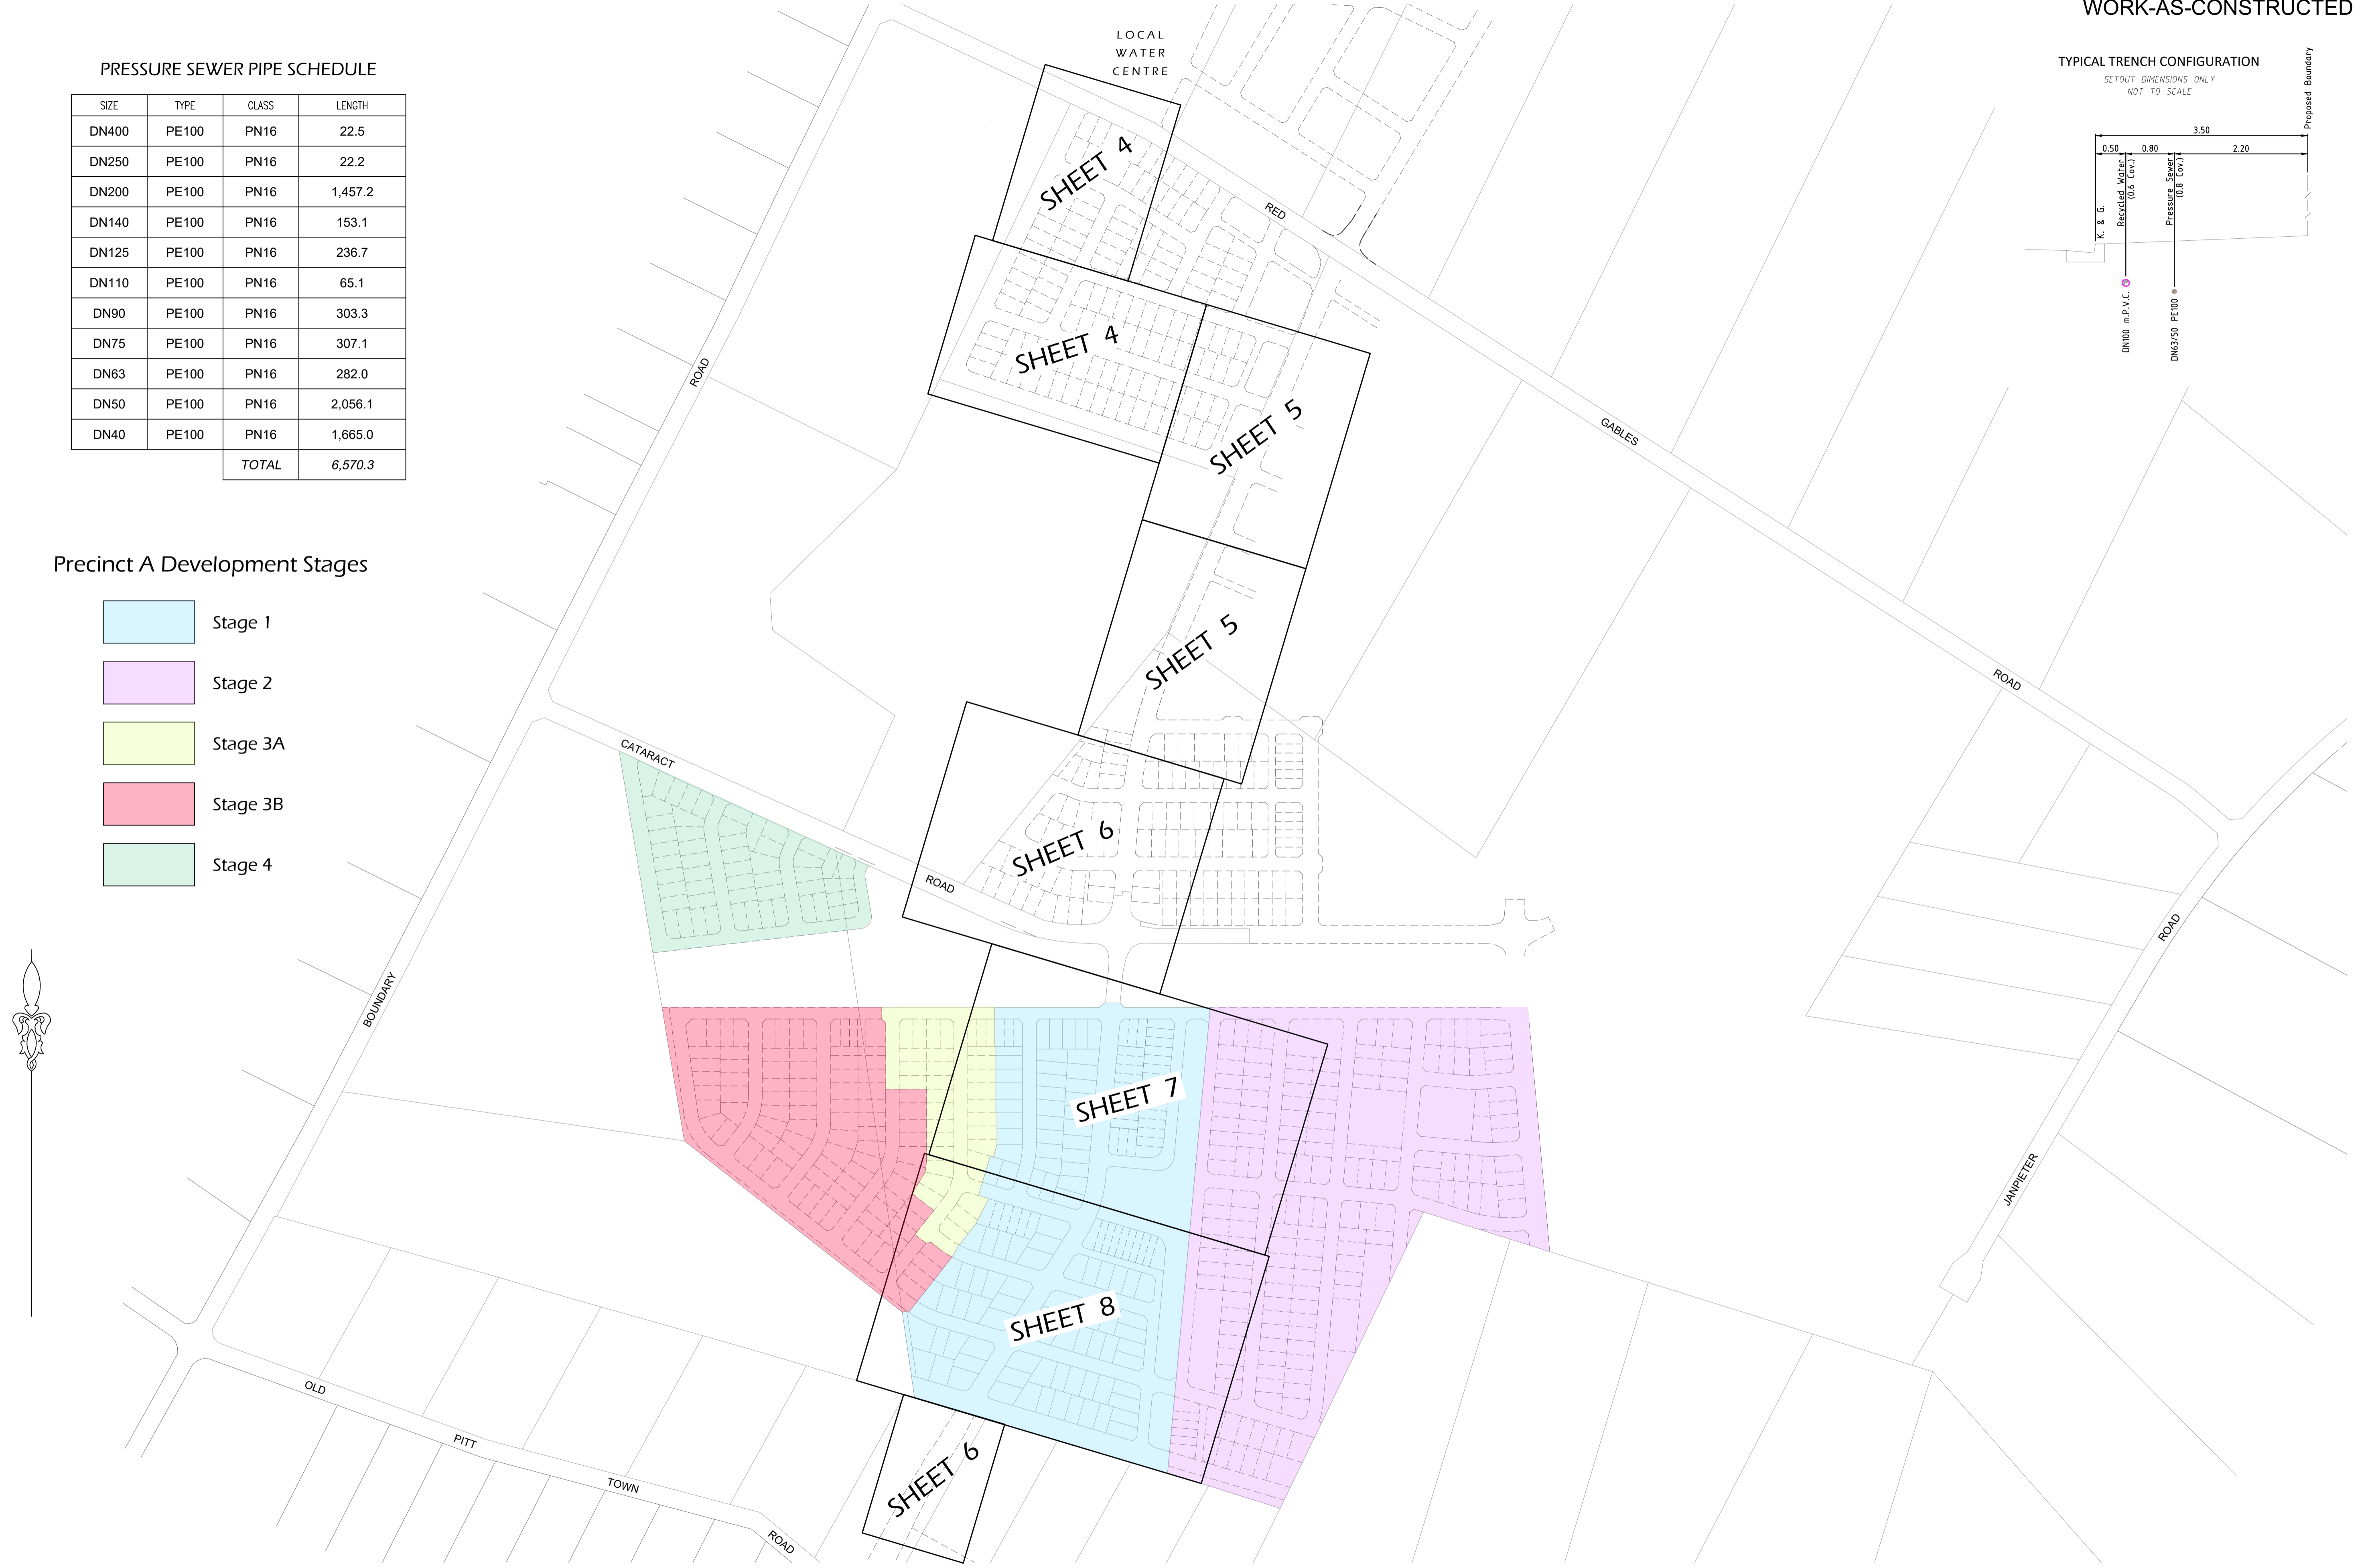 WORK-AS-CONSTRUCTED
PRESSURE SEWER PIPE SCHEDULE
SIZE TYPE CLASS LENGTH
DN400 PE100 PN16 22.5
DN250 PE100 PN16 22.2
DN200 PE100 PN16 1,457.2
DN140 PE100 PN16 153.1
DN125 PE100 PN16 236.7
DN110 PE100 PN16 65.1
DN90 PE100 PN16 303.3
DN75 PE100 PN16 307.1
DN63 PE100 PN16 282.0
DN50 PE100 PN16 2,056.1
DN40 PE100 PN16 1,665.0
TOTAL 6,570.3
Precinct A Development Stages
Stage 1
Stage 2
Stage 3A
Stage 3B
Stage 4
LOCAL
WATER
CENTRE
TYPICAL TRENCH CONFIGURATION
SETOUT DIMENSIONS ONLY
NOT TO SCALE
Proposed Boundary
3.50
0.50 0.80 2.20
K. & G.
Recycled Water
(0.6 Cov.)
Pressure Sewer
(0.8 Cov.)
DN100 m.P.V.C.
DN63/50 PE100
SHEET 4
RED
SHEET 4
ROAD
SHEET 5
GABLES
SHEET 5
ROAD
CATARACT
SHEET 6
ROAD
ROAD
BOUNDARY
SHEET 7
JANPIETER
SHEET 8
OLD
PITT
SHEET 6
TOWN
ROAD